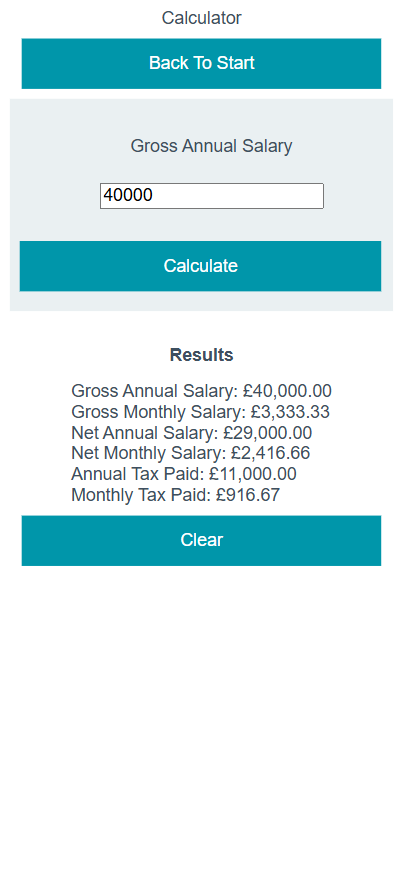 Calculator
Back To Start
Gross Annual Salary
40000
Calculate
Results
Gross Annual Salary: £40,000.00
Gross Monthly Salary: £3,333.33
Net Annual Salary: £29,000.00
Net Monthly Salary: £2,416.66
Annual Tax Paid: £11,000.00
Monthly Tax Paid: £916.67
Clear